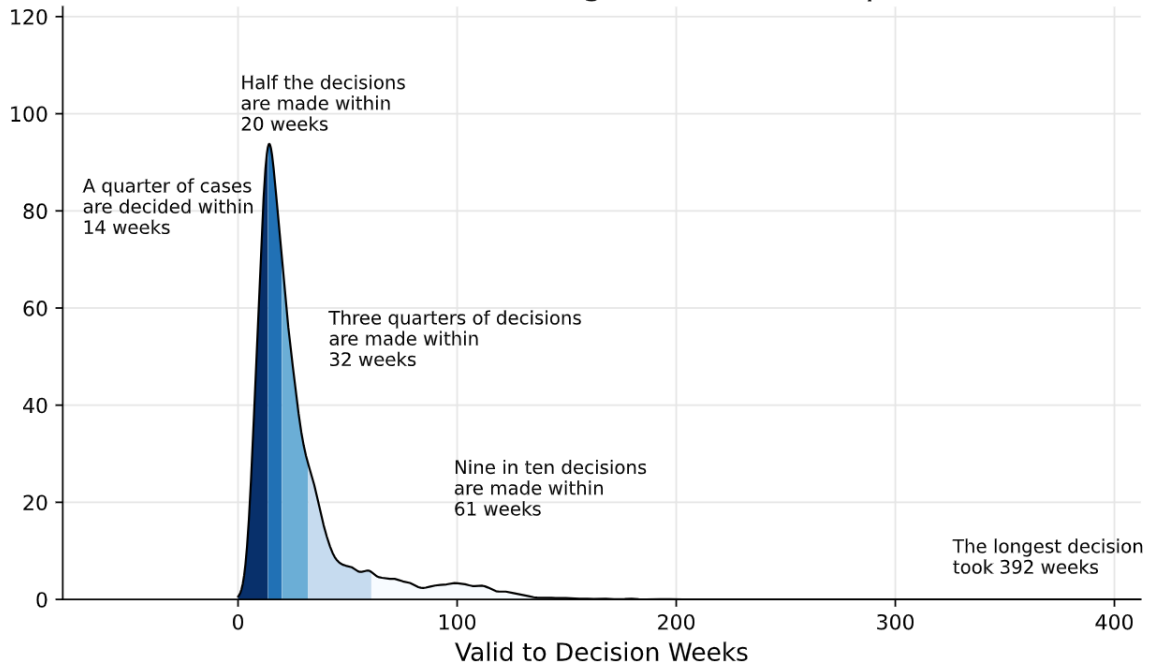 120
Half the decisions
are made within
20 weeks
100
A quarter of cases
are decided within
14 weeks
80
Three quarters of decisions
are made within
32 weeks
60
40
Nine in ten decisions
are made within
61 weeks
20
The longest decision
took 392 weeks
0
0 100 200 300 400
Valid to Decision Weeks